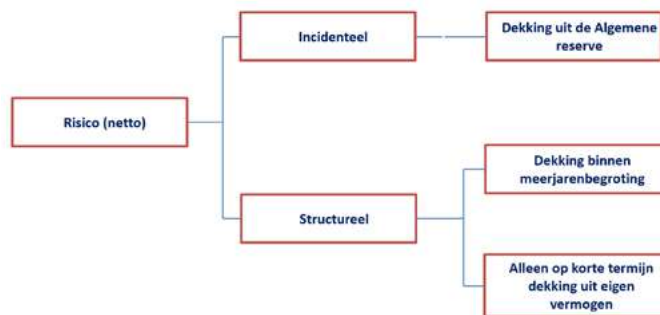 Incidenteel
Dekking uit de Algemene
reserve
Risico (netto)
Dekking binnen
meerjarenbegroting
Structureel
Alleen op korte termijn
dekking uit eigen
vermogen